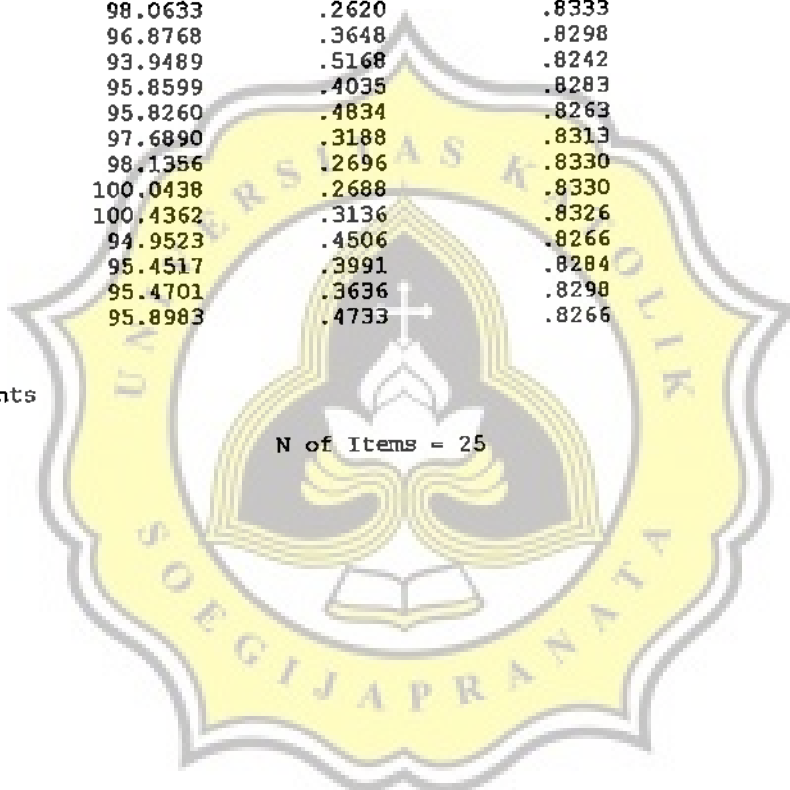 98.0633 .2620 .8333
96.8768 .3648 .8298
93.9489 .5168 .8242
95.8599 .4035 .8283
95.8260 .4834 .8263
97.6890 .3188 .8313
98.1356 .2696 .8330
100.0438 .2688 .8330
100.4362 .3136 .8326
94.9523 .4506 .8266
95.4517 .3991 .8284
95.4701 .3636 .8298
95.8983 .4733 .8266
nts
N of Items = 25
UNIVERSITAS KATOLIK
SOEGIJAPRANATA